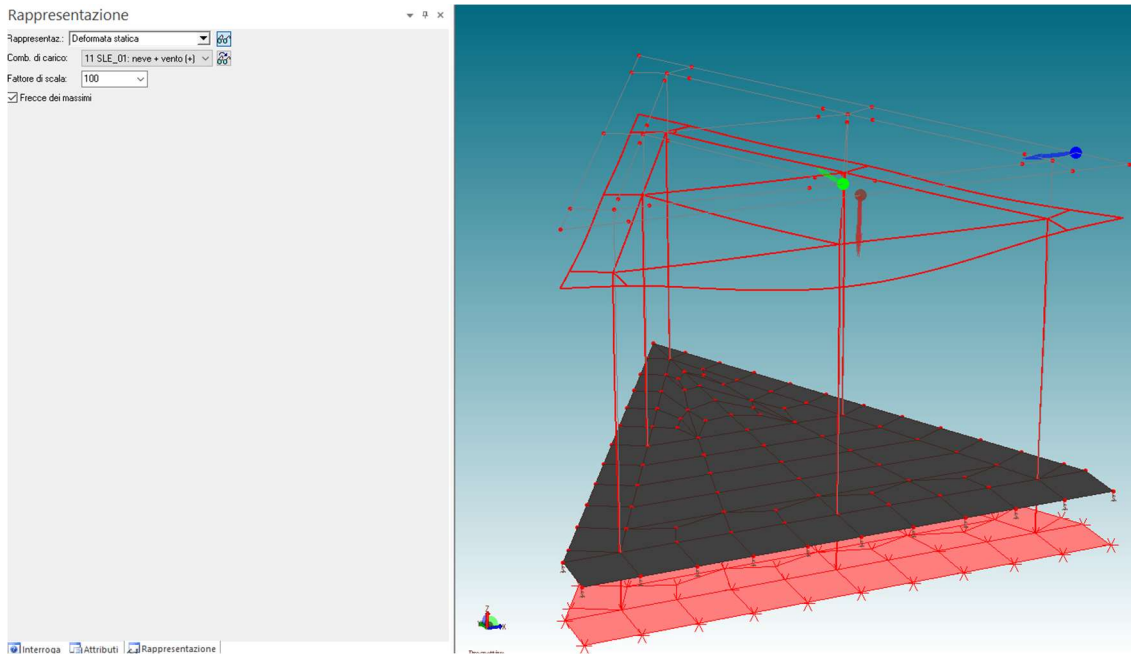 Rappresentazione
Rappresentaz.: Deformata statica
Comb. di carico: 11 SLE_01: neve + vento (+)
Fattore di scala: 100
Frecce dei massimi
Z
X
Interroga Attributi Rappresentazione